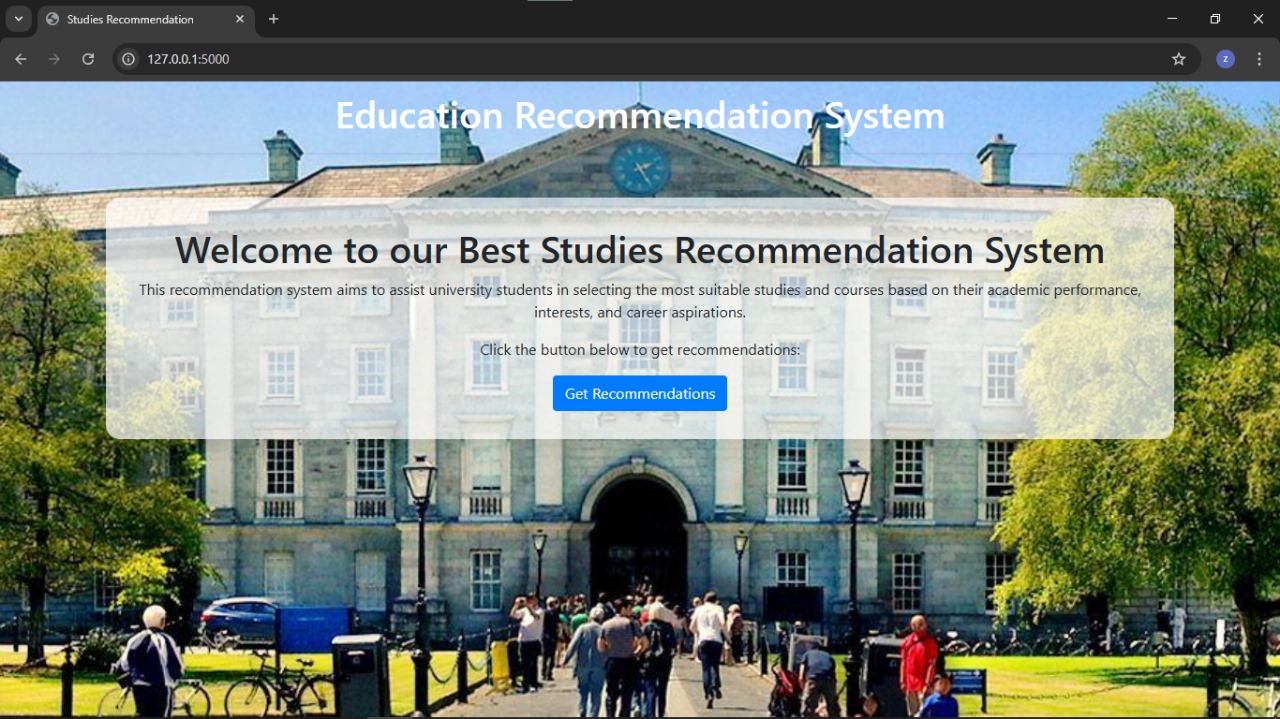 Studies Recommendation
127.0.0.1:5000
z
Education Recommendation System
Welcome to our Best Studies Recommendation System
This recommendation system aims to assist university students in selecting the most suitable studies and courses based on their academic performance,
interests, and career aspirations.
Click the button below to get recommendations:
Get Recommendations